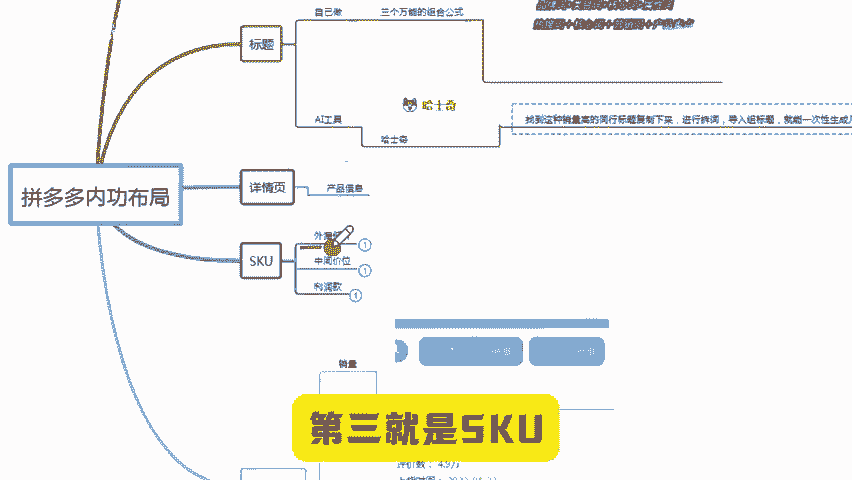 自己做
三个万能的组合公式
标题
哈士奇
AI工具
找到这种销量高的同行标题复制下来，进行拆词，导入组标题，就能一次性生成几
哈士奇
拼多多内功布局
详情页
产品信息
SKU
①
中间价位
①
利润款
①
销量
第三就是SKU
评价数：4.9万